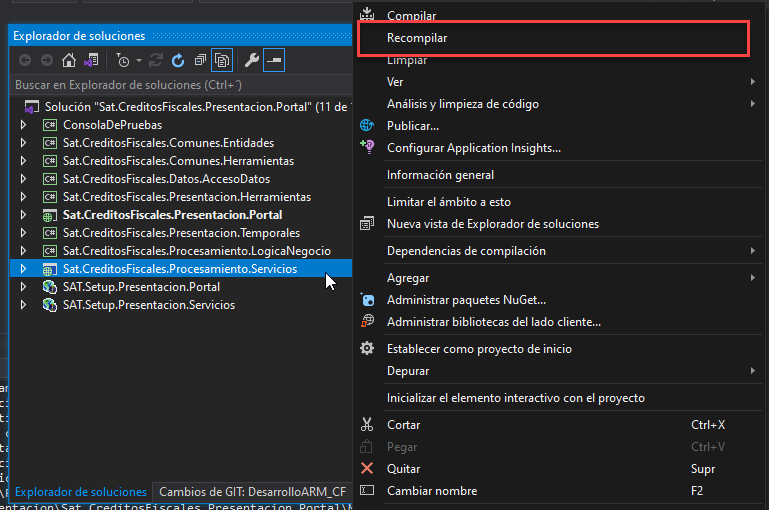 Explorador de soluciones
Buscar en Explorador de soluciones (Ctrl+´)
Solución "Sat.CreditosFiscales.Presentacion.Portal" (11 de
ConsolaDePruebas
Sat.CreditosFiscales.Comunes.Entidades
Sat.CreditosFiscales.Comunes.Herramientas
Sat.CreditosFiscales.Datos.AccesoDatos
Sat.CreditosFiscales.Presentacion.Herramientas
Sat.CreditosFiscales.Presentacion.Portal
Sat.CreditosFiscales.Presentacion.Temporales
Sat.CreditosFiscales.Procesamiento.LogicaNegocio
Sat.CreditosFiscales.Procesamiento.Servicios
SAT.Setup.Presentacion.Portal
SAT.Setup.Presentacion.Servicios
Explorador de soluciones
Cambios de GIT: DesarrolloARM_CF
Compilar
Recompilar
Limpiar
Ver
Análisis y limpieza de código
Publicar...
Configurar Application Insights...
Información general
Limitar el ámbito a esto
Nueva vista de Explorador de soluciones
Dependencias de compilación
Agregar
Administrar paquetes NuGet...
Administrar bibliotecas del lado cliente...
Establecer como proyecto de inicio
Depurar
Inicializar el elemento interactivo con el proyecto
Cortar Ctrl+X
Pegar Ctrl+V
Quitar Supr
Cambiar nombre F2